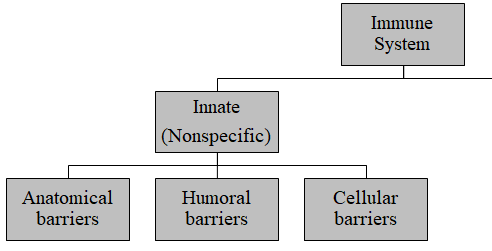 Immune
System
Innate
(Nonspecific)
Anatomical
barriers
Humoral
barriers
Cellular
barriers